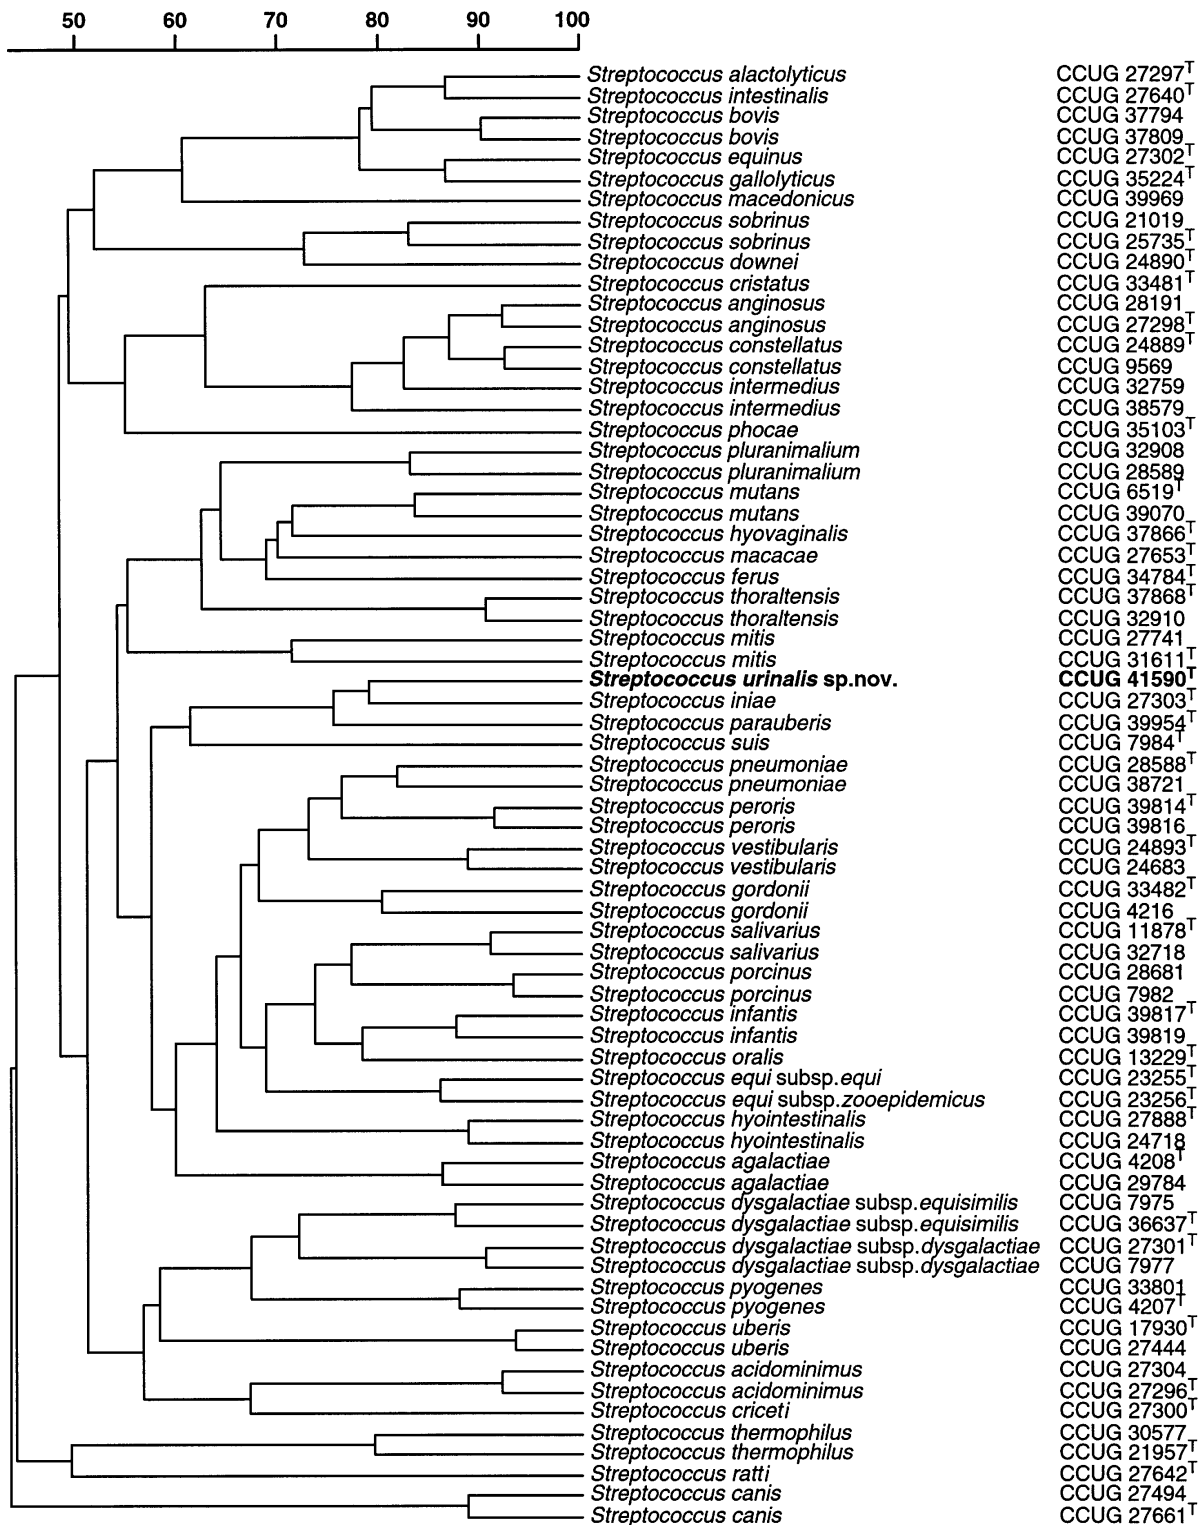 50 60 70 80 90 100
Streptococcus alactolyticus CCUG 27297T
Streptococcus intestinalis CCUG 27640T
Streptococcus bovis CCUG 37794
Streptococcus bovis CCUG 37809
Streptococcus equinus CCUG 27302T
Streptococcus gallolyticus CCUG 35224T
Streptococcus macedonicus CCUG 39969
Streptococcus sobrinus CCUG 21019
Streptococcus sobrinus CCUG 25735T
Streptococcus downei CCUG 24890T
Streptococcus cristatus CCUG 33481T
Streptococcus anginosus CCUG 28191
Streptococcus anginosus CCUG 27298T
Streptococcus constellatus CCUG 24889T
Streptococcus constellatus CCUG 9569
Streptococcus intermedius CCUG 32759
Streptococcus intermedius CCUG 38579
Streptococcus phocae CCUG 35103T
Streptococcus pluranimalium CCUG 32908
Streptococcus pluranimalium CCUG 28589
Streptococcus mutans CCUG 6519T
Streptococcus mutans CCUG 39070
Streptococcus hyovaginalis CCUG 37866T
Streptococcus macacae CCUG 27653T
Streptococcus ferus CCUG 34784T
Streptococcus thoraltensis CCUG 37868T
Streptococcus thoraltensis CCUG 32910
Streptococcus mitis CCUG 27741
Streptococcus mitis CCUG 31611T
Streptococcus urinalis sp.nov. CCUG 41590T
Streptococcus iniae CCUG 27303T
Streptococcus parauberis CCUG 39954T
Streptococcus suis CCUG 7984T
Streptococcus pneumoniae CCUG 28588T
Streptococcus pneumoniae CCUG 38721
Streptococcus peroris CCUG 39814T
Streptococcus peroris CCUG 39816
Streptococcus vestibularis CCUG 24893T
Streptococcus vestibularis CCUG 24683
Streptococcus gordonii CCUG 33482T
Streptococcus gordonii CCUG 4216
Streptococcus salivarius CCUG 11878T
Streptococcus salivarius CCUG 32718
Streptococcus porcinus CCUG 28681
Streptococcus porcinus CCUG 7982
Streptococcus infantis CCUG 39817T
Streptococcus infantis CCUG 39819
Streptococcus oralis CCUG 13229T
Streptococcus equi subsp.equi CCUG 23255T
Streptococcus equi subsp.zooepidemicus CCUG 23256T
Streptococcus hyointestinalis CCUG 27888T
Streptococcus hyointestinalis CCUG 24718
Streptococcus agalactiae CCUG 4208T
Streptococcus agalactiae CCUG 29784
Streptococcus dysgalactiae subsp.equisimilis CCUG 7975
Streptococcus dysgalactiae subsp.equisimilis CCUG 36637T
Streptococcus dysgalactiae subsp.dysgalactiae CCUG 27301T
Streptococcus dysgalactiae subsp.dysgalactiae CCUG 7977
Streptococcus pyogenes CCUG 33801
Streptococcus pyogenes CCUG 4207T
Streptococcus uberis CCUG 17930T
Streptococcus uberis CCUG 27444
Streptococcus acidominimus CCUG 27304
Streptococcus acidominimus CCUG 27296T
Streptococcus criceti CCUG 27300T
Streptococcus thermophilus CCUG 30577
Streptococcus thermophilus CCUG 21957T
Streptococcus ratti CCUG 27642T
Streptococcus canis CCUG 27494
Streptococcus canis CCUG 27661T